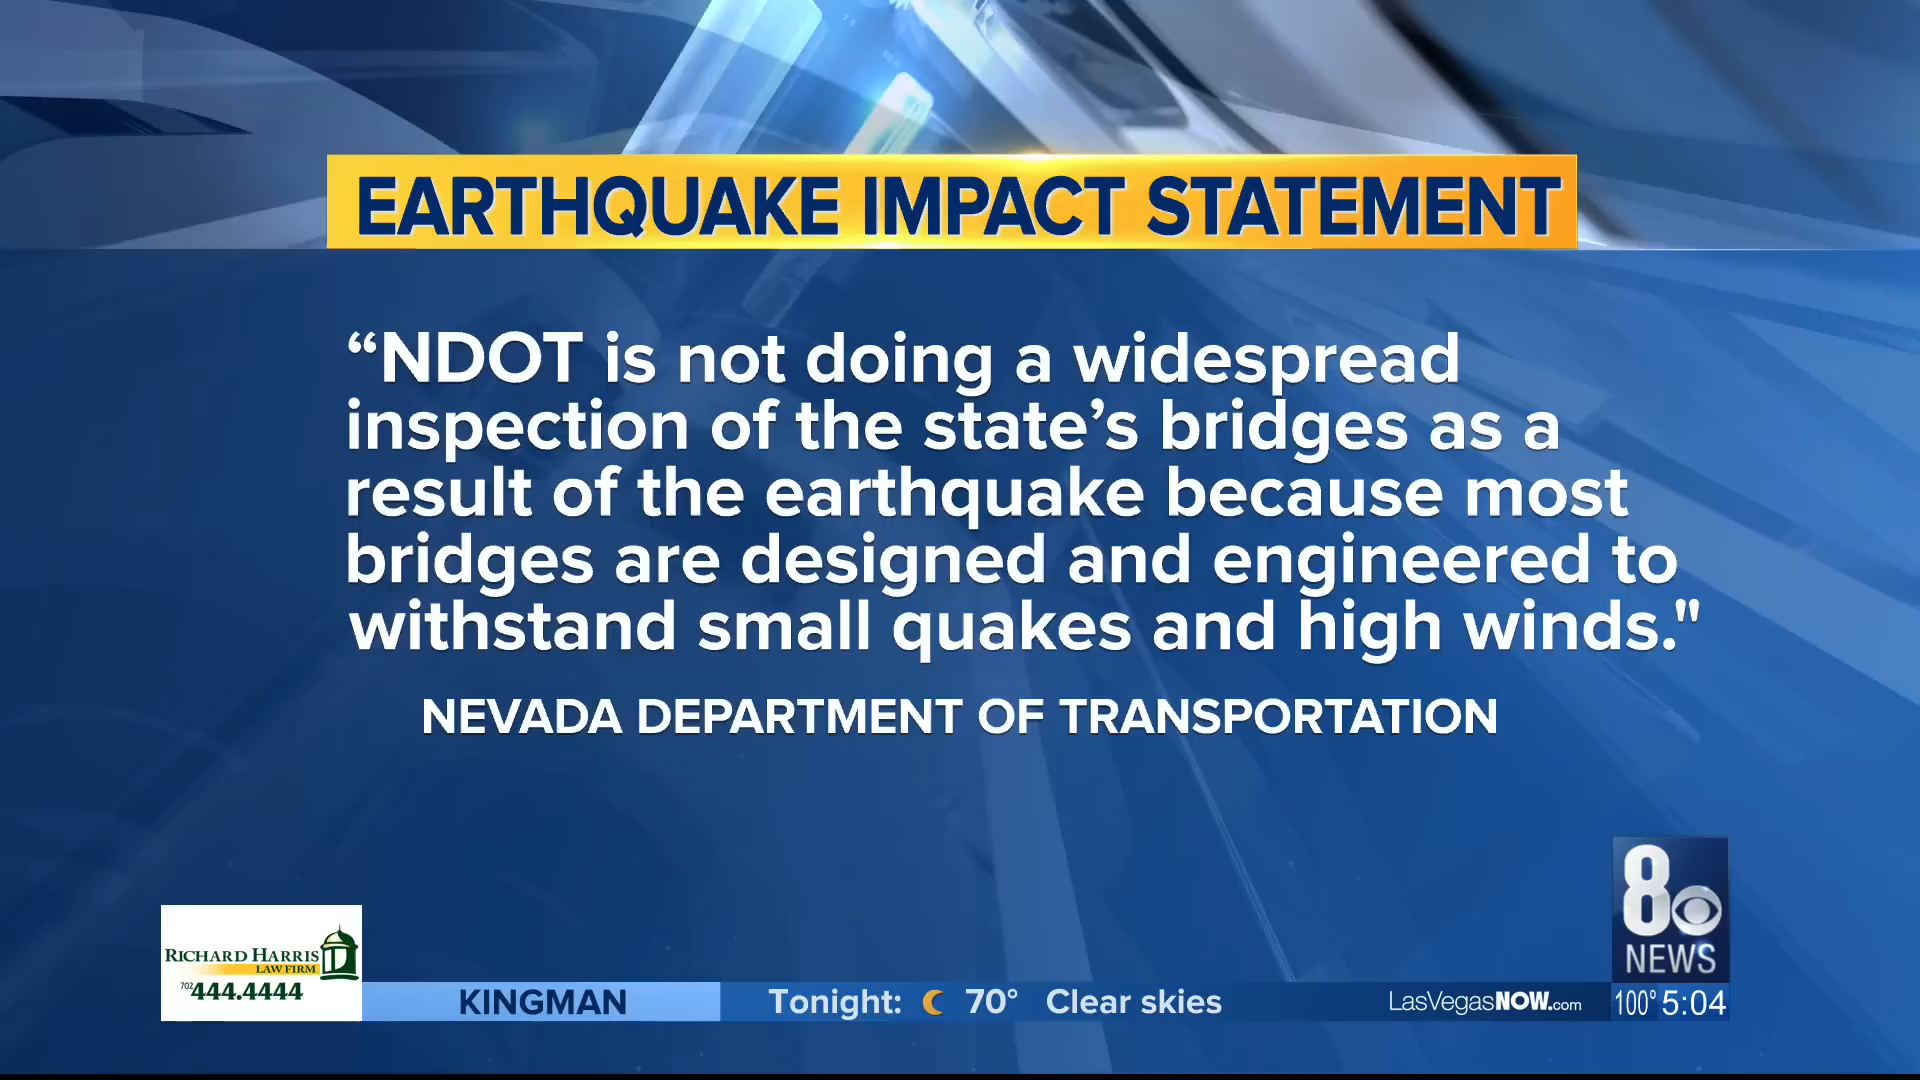 EARTHQUAKE IMPACT STATEMENT
“NDOT is not doing a widespread
inspection of the state’s bridges as a
result of the earthquake because most
bridges are designed and engineered to
withstand small quakes and high winds."
NEVADA DEPARTMENT OF TRANSPORTATION
RICHARD HARRIS
LAW FIRM
702 444.4444
KINGMAN
Tonight: 70° Clear skies
LasVegasNOW.com
8
NEWS
100° 5:04